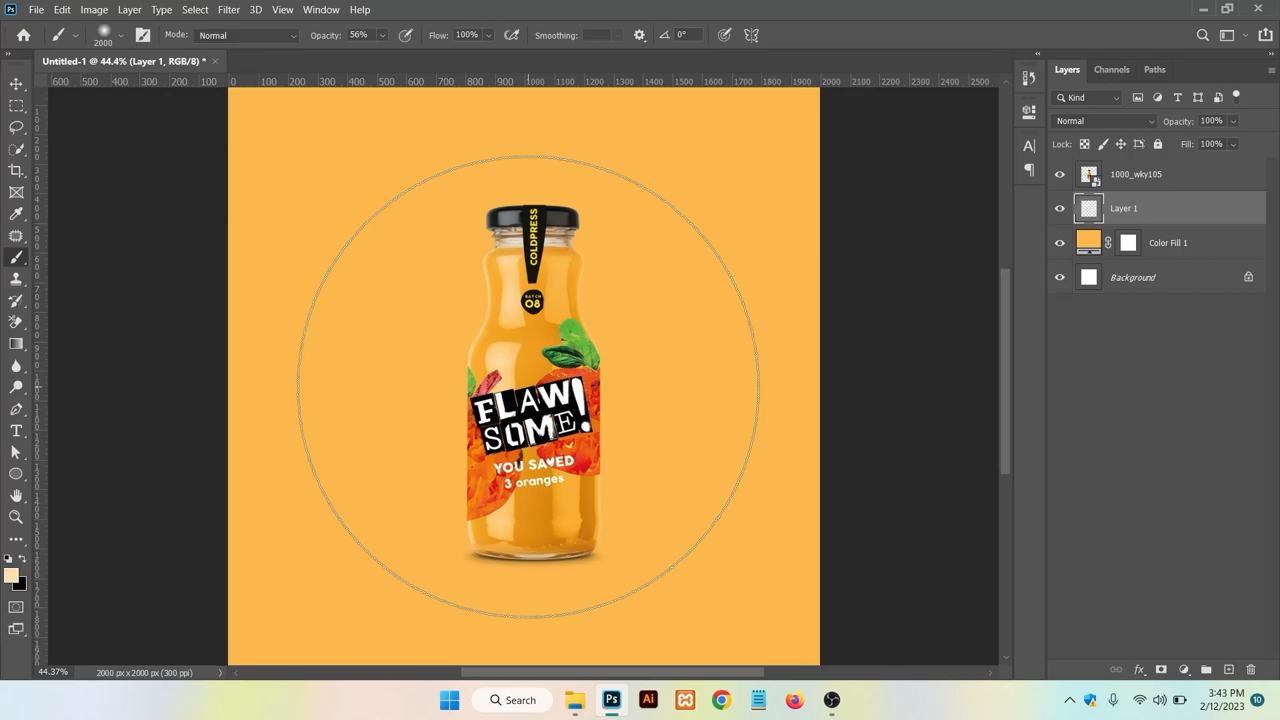 File Edit Image Layer Type Select Filter 3D View Window Help
2000 Mode: Normal Opacity: 56% Flow: 100% Smoothing: 0°
Untitled-1 @ 44.4% (Layer 1, RGB/8) *
600 500 400 300 200 100 0 100 200 300 400 500 600 700 800 900 1000 1100 1200 1300 1400 1500 1600 1700 1800 1900 2000 2100 2200 2300 2400 2500
Layers Channels Paths
Kind
Normal Opacity: 100%
Lock: Fill: 100%
1000_wky105
Layer 1
Color Fill 1
Background
COLDPRESS
BATCH
08
FLAW
SOME!
YOU SAVED
3 oranges
44.37% 2000 px x 2000 px (300 ppi)
Search
3:43 PM
2/12/2023
10